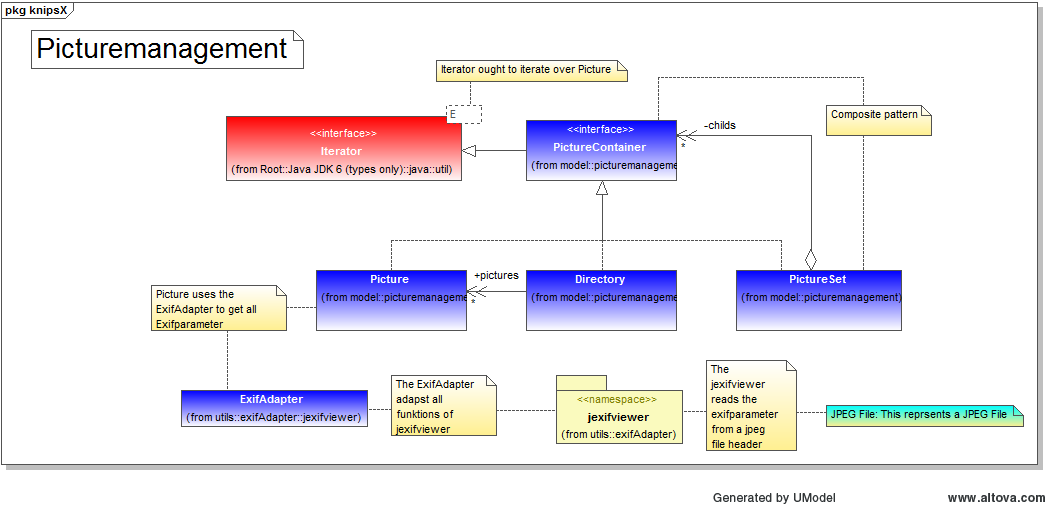 pkg knipsX
Picturemanagement
Iterator ought to iterate over Picture
E
<<interface>>
Iterator
(from Root::Java JDK 6 (types only)::java::util)
<<interface>>
PictureContainer
(from model::picturemanageme
-childs
*
Composite pattern
Picture
(from model::picturemanageme
+pictures
*
Directory
(from model::picturemanageme
PictureSet
(from model::picturemanagement)
Picture uses the
ExifAdapter to get all
Exifparameter
ExifAdapter
(from utils::exifAdapter::jexifviewer)
The ExifAdapter
adapst all
funktions of
jexifviewer
<<namespace>>
jexifviewer
(from utils::exifAdapter)
The
jexifviewer
reads the
exifparameter
from a jpeg
file header
JPEG File: This reprsents a JPEG File
Generated by UModel
www.altova.com